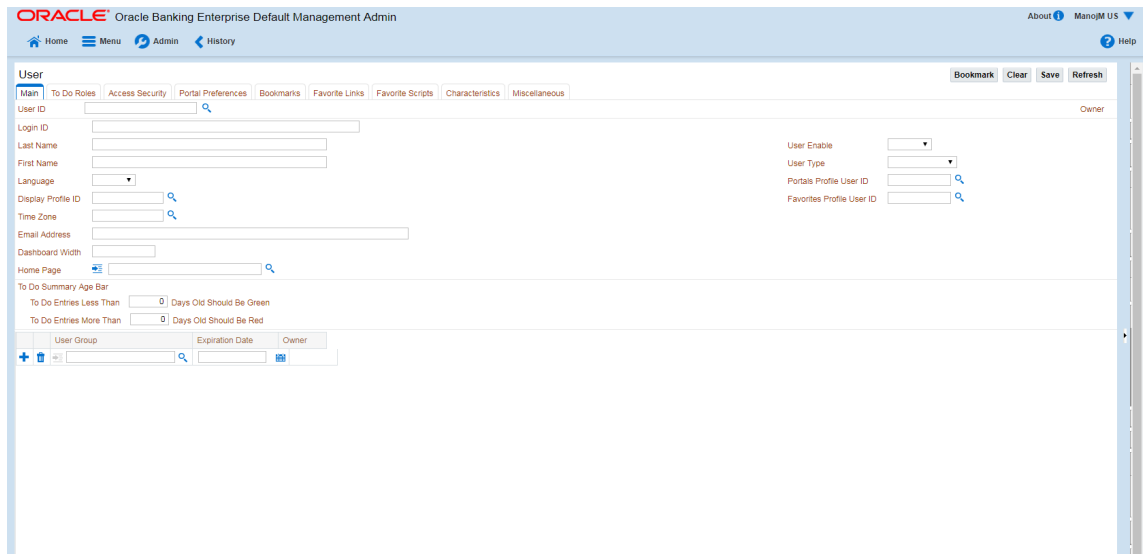 ORACLE® Oracle Banking Enterprise Default Management Admin About ManojM US
Home Menu Admin History Help
User Bookmark Clear Save Refresh
Main To Do Roles Access Security Portal Preferences Bookmarks Favorite Links Favorite Scripts Characteristics Miscellaneous
User ID Owner
Login ID
Last Name User Enable
First Name User Type
Language Portals Profile User ID
Display Profile ID Favorites Profile User ID
Time Zone
Email Address
Dashboard Width
Home Page
To Do Summary Age Bar
To Do Entries Less Than 0 Days Old Should Be Green
To Do Entries More Than 0 Days Old Should Be Red
User Group Expiration Date Owner